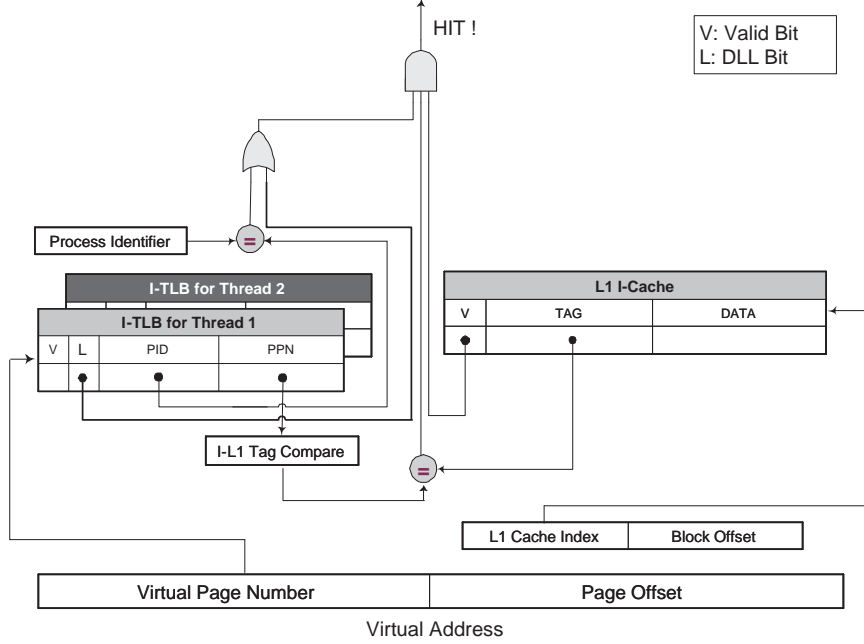 HIT !
V: Valid Bit
L: DLL Bit
Process Identifier
=
I-TLB for Thread 2
I-TLB for Thread 1
V L PID PPN
L1 I-Cache
V TAG DATA
I-L1 Tag Compare
=
L1 Cache Index Block Offset
Virtual Page Number Page Offset
Virtual Address